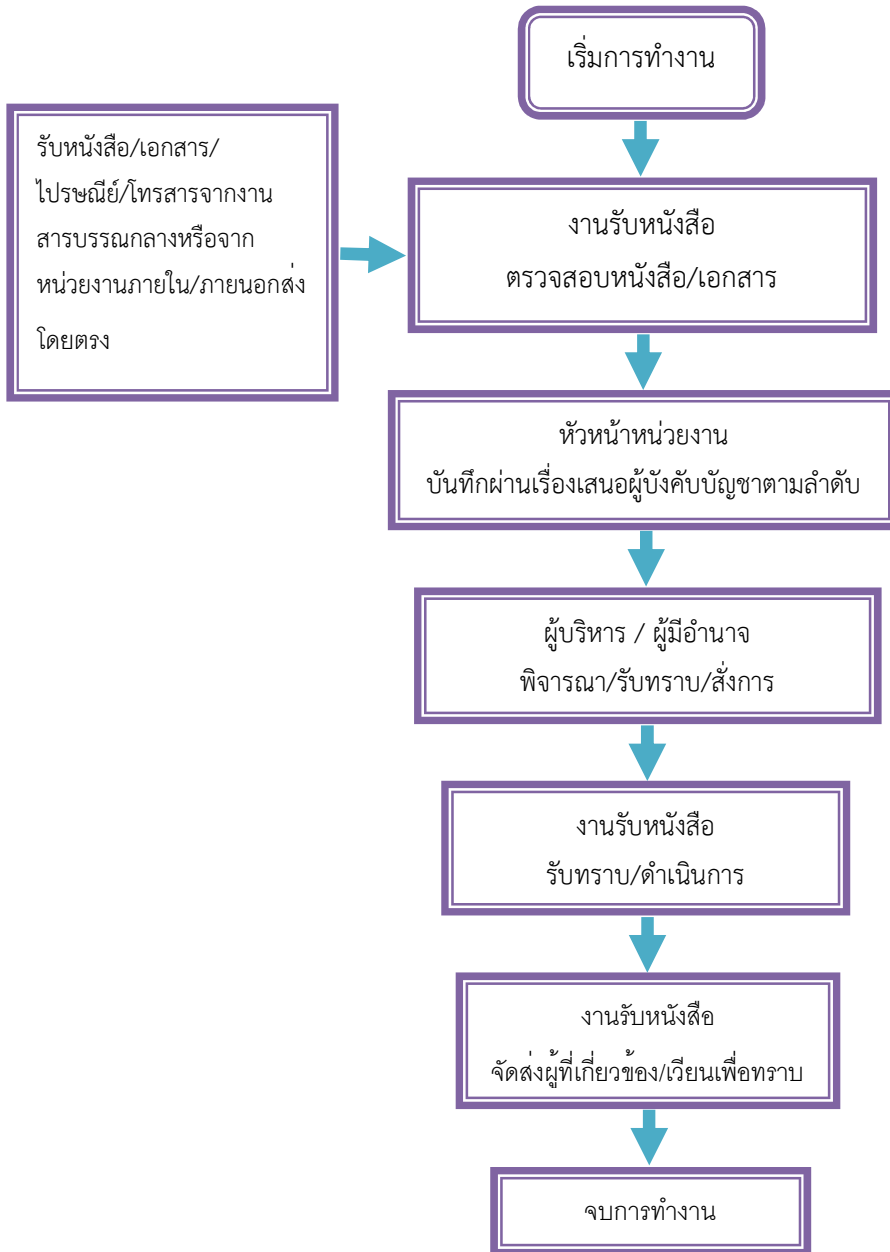 เริ่มการทำงาน
รับหนังสือ/เอกสาร/
ไปรษณีย์/โทรสารจากงาน
สารบรรณกลางหรือจาก
หน่วยงานภายใน/ภายนอกส่ง
โดยตรง
งานรับหนังสือ
ตรวจสอบหนังสือ/เอกสาร
หัวหน้าหน่วยงาน
บันทึกผ่านเรื่องเสนอผู้บังคับบัญชาตามลำดับ
ผู้บริหาร / ผู้มีอำนาจ
พิจารณา/รับทราบ/สั่งการ
งานรับหนังสือ
รับทราบ/ดำเนินการ
งานรับหนังสือ
จัดส่งผู้ที่เกี่ยวข้อง/เวียนเพื่อทราบ
จบการทำงาน